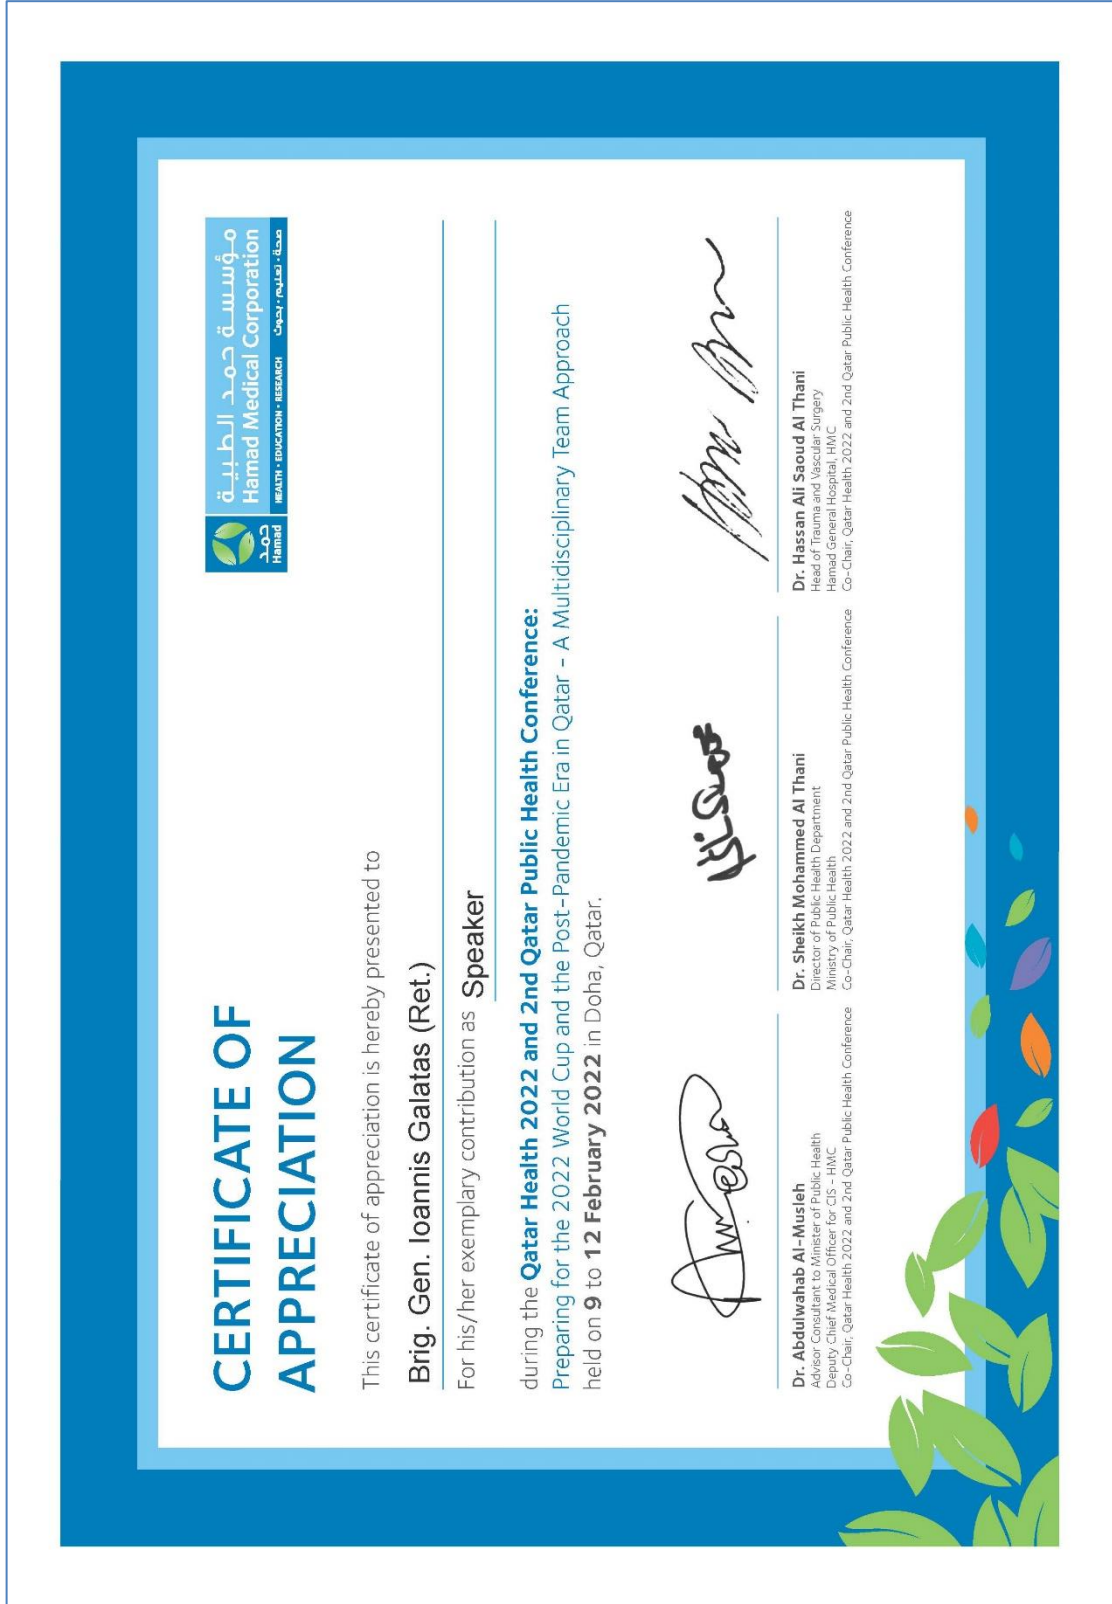 CERTIFICATE OF
APPRECIATION
حمد
Hamad
مؤسسة حمد الطبية
Hamad Medical Corporation
HEALTH • EDUCATION • RESEARCH صحة • تعليم • بحوث
This certificate of appreciation is hereby presented to
Brig. Gen. Ioannis Galatas (Ret.)
For his/her exemplary contribution as Speaker
during the Qatar Health 2022 and 2nd Qatar Public Health Conference:
Preparing for the 2022 World Cup and the Post-Pandemic Era in Qatar - A Multidisciplinary Team Approach
held on 9 to 12 February 2022 in Doha, Qatar.
Dr. Abdulwahab Al-Musleh
Advisor Consultant to Minister of Public Health
Deputy Chief Medical Officer for CIS - HMC
Co-Chair, Qatar Health 2022 and 2nd Qatar Public Health Conference
Dr. Sheikh Mohammed Al Thani
Director of Public Health Department
Ministry of Public Health
Co-Chair, Qatar Health 2022 and 2nd Qatar Public Health Conference
Dr. Hassan Ali Saoud Al Thani
Head of Trauma and Vascular Surgery
Hamad General Hospital, HMC
Co-Chair, Qatar Health 2022 and 2nd Qatar Public Health Conference